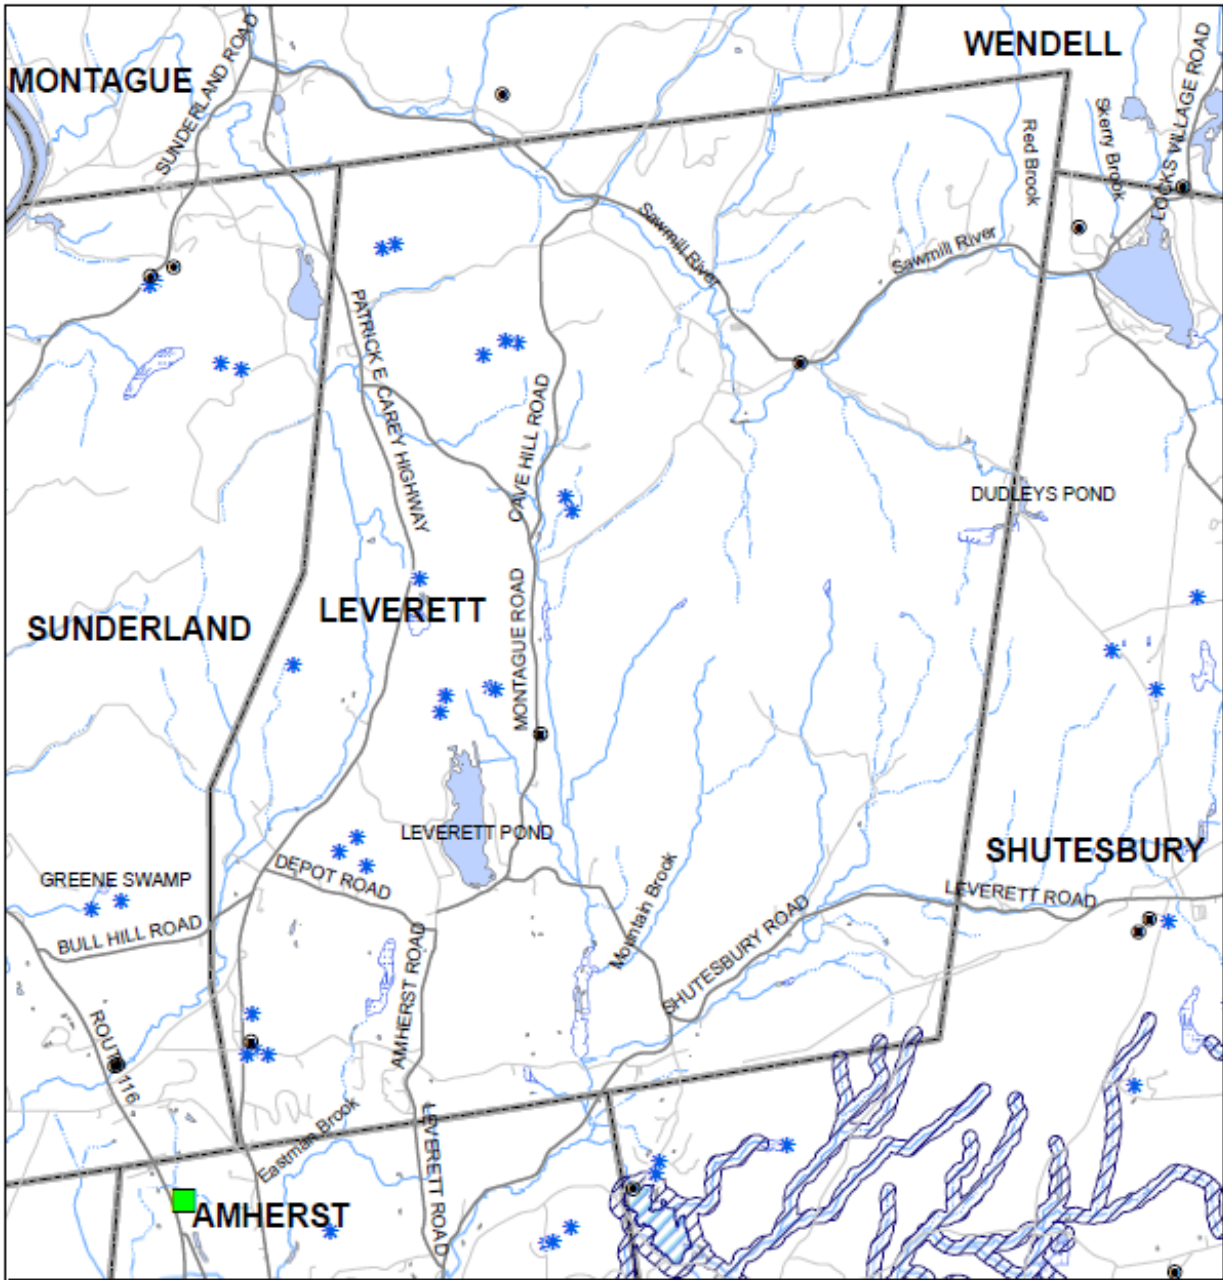 WENDELL
MONTAGUE
SUNDERLAND ROAD
LOCKS VILLAGE ROAD
Skerry Brook
Red Brook
Sawmill River
Sawmill River
PATRICK E. CAREY HIGHWAY
CAVE HILL ROAD
DUDLEYS POND
LEVERETT
SUNDERLAND
MONTAGUE ROAD
LEVERETT POND
SHUTESBURY
GREENE SWAMP
DEPOT ROAD
LEVERETT ROAD
BULL HILL ROAD
Mountain Brook
SHUTESBURY ROAD
AMHERST ROAD
ROUTE 116
Eastman Brook
LEVERETT ROAD
AMHERST